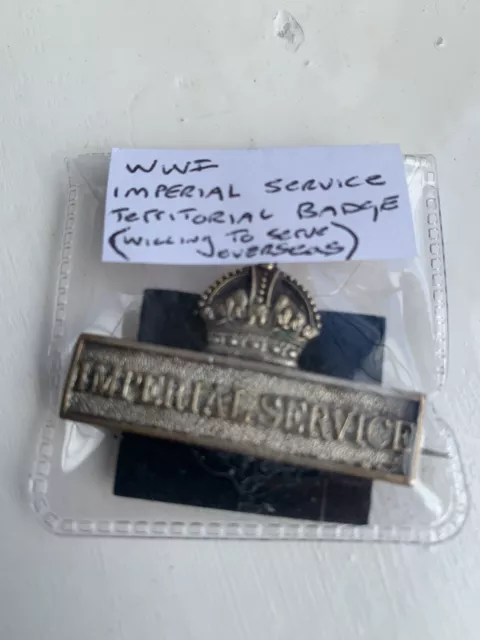 WWI
IMPERIAL SERVICE
TERRITORIAL BADGE
(WILLING TO SERVE
OVERSEAS)
IMPERIAL SERVICE